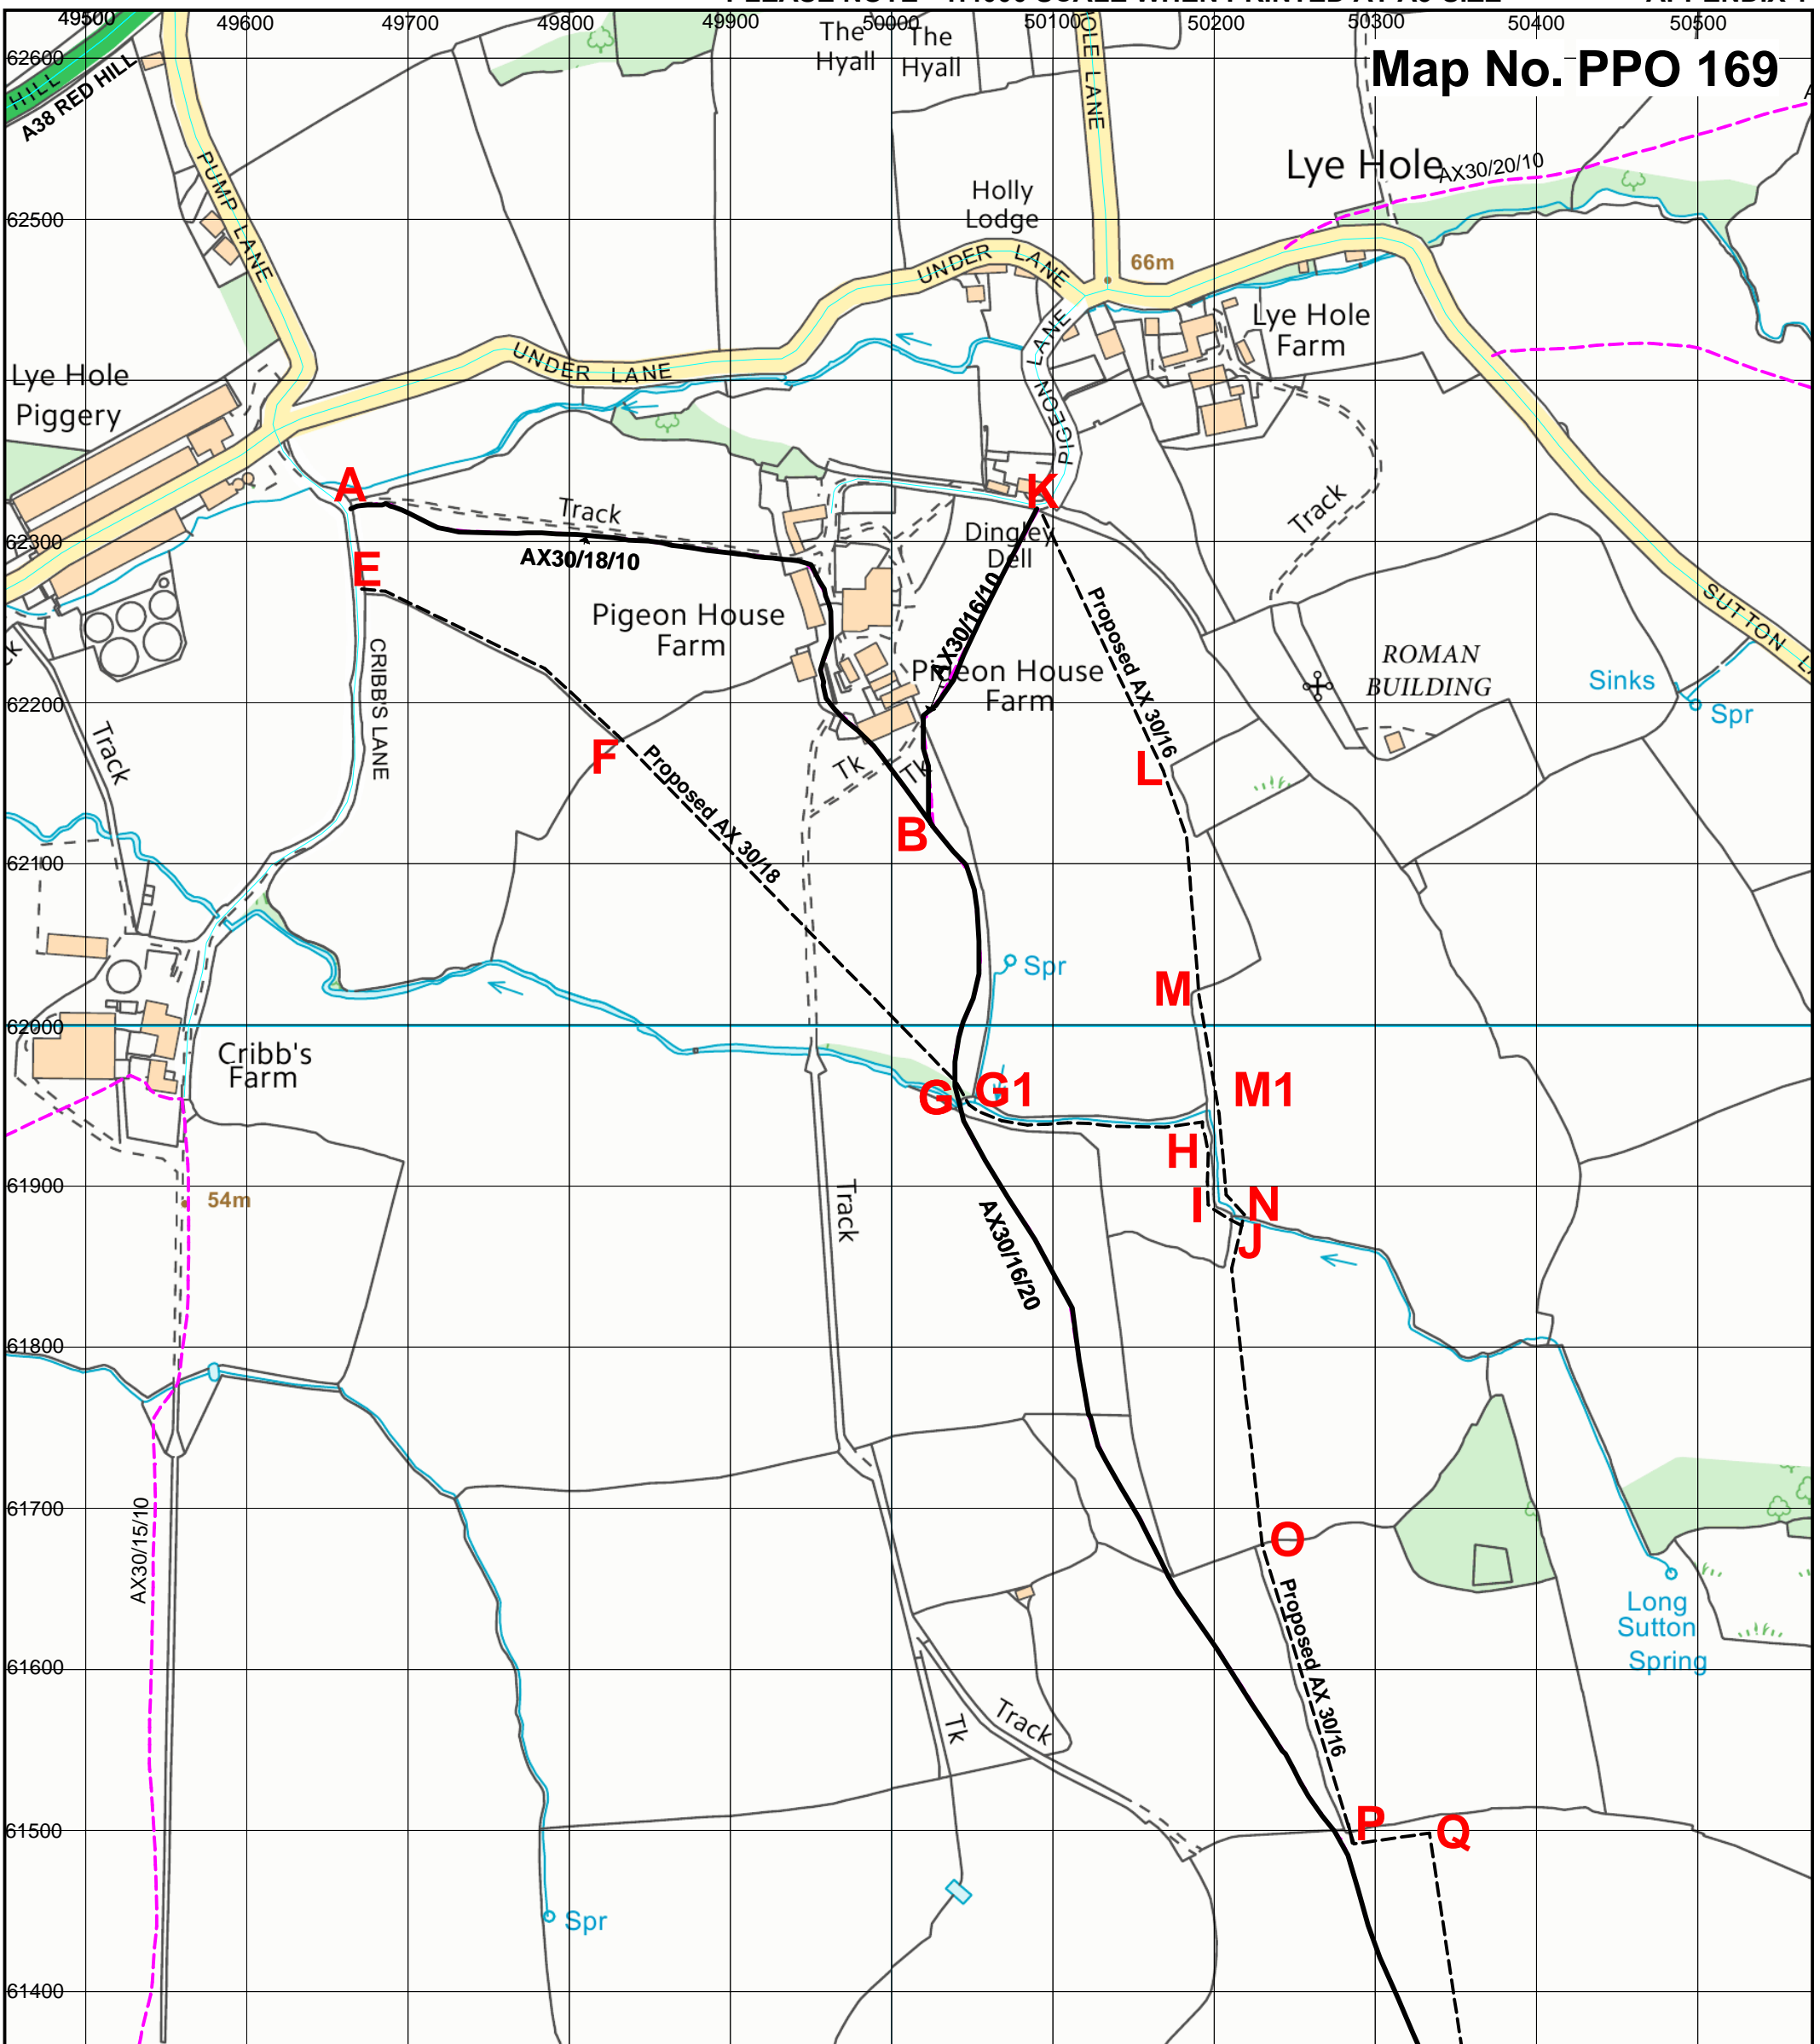 49500 49600 49700 49800 49900 50000 50100 50200 50300 50400 50500
Map No. PPO 169
62600
HILL
A38 RED HILL
The
Hyall
The
Hyall
OLE LANE
PUMP LANE
Lye Hole
AX30/20/10
62500
Holly
Lodge
UNDER LANE
66m
Lye Hole
Farm
UNDER LANE
PIGEON LANE
Lye Hole
Piggery
A
K
Track
Track
Dingley
Dell
62300
AX30/18/10
E
Pigeon House
Farm
AX30/16/10
Proposed AX 30/16
SUTTON L
CRIBB'S LANE
Pigeon House
Farm
ROMAN
BUILDING
Sinks
Spr
62200
Track
F
Proposed AX 30/18
Tk
Tk
L
B
62100
Spr
M
62000
Cribb's
Farm
G
G1
M1
H
I
N
J
61900
54m
Track
AX30/16/20
61800
61700
AX30/15/10
O
Proposed AX 30/16
Long
Sutton
Spring
61600
Tk
Track
P
Q
61500
Spr
61400